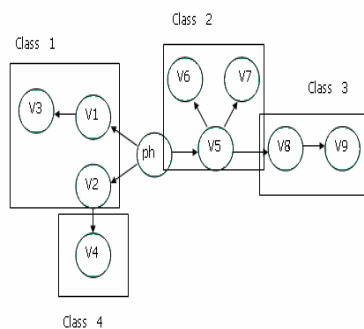 Class 2
Class 1
V6
V7
Class 3
V3
V1
ph
V5
V8
V9
V2
V4
Class 4